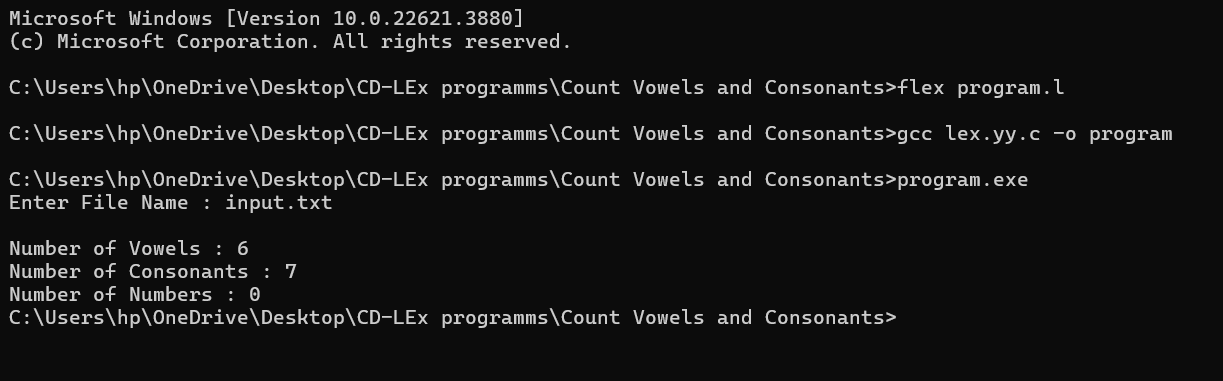 Microsoft Windows [Version 10.0.22621.3880]
(c) Microsoft Corporation. All rights reserved.
C:\Users\hp\OneDrive\Desktop\CD-LEx programms\Count Vowels and Consonants>flex program.l
C:\Users\hp\OneDrive\Desktop\CD-LEx programms\Count Vowels and Consonants>gcc lex.yy.c -o program
C:\Users\hp\OneDrive\Desktop\CD-LEx programms\Count Vowels and Consonants>program.exe
Enter File Name : input.txt
Number of Vowels : 6
Number of Consonants : 7
Number of Numbers : 0
C:\Users\hp\OneDrive\Desktop\CD-LEx programms\Count Vowels and Consonants>